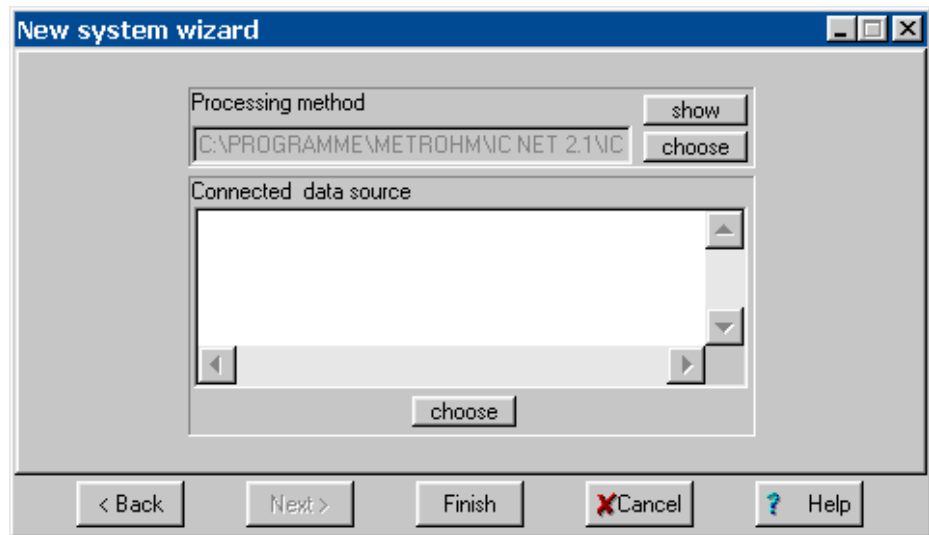 New system wizard
Processing method
show
C:\PROGRAMME\METROHM\IC NET 2.1\IC
choose
Connected data source
choose
< Back Next > Finish Cancel ? Help